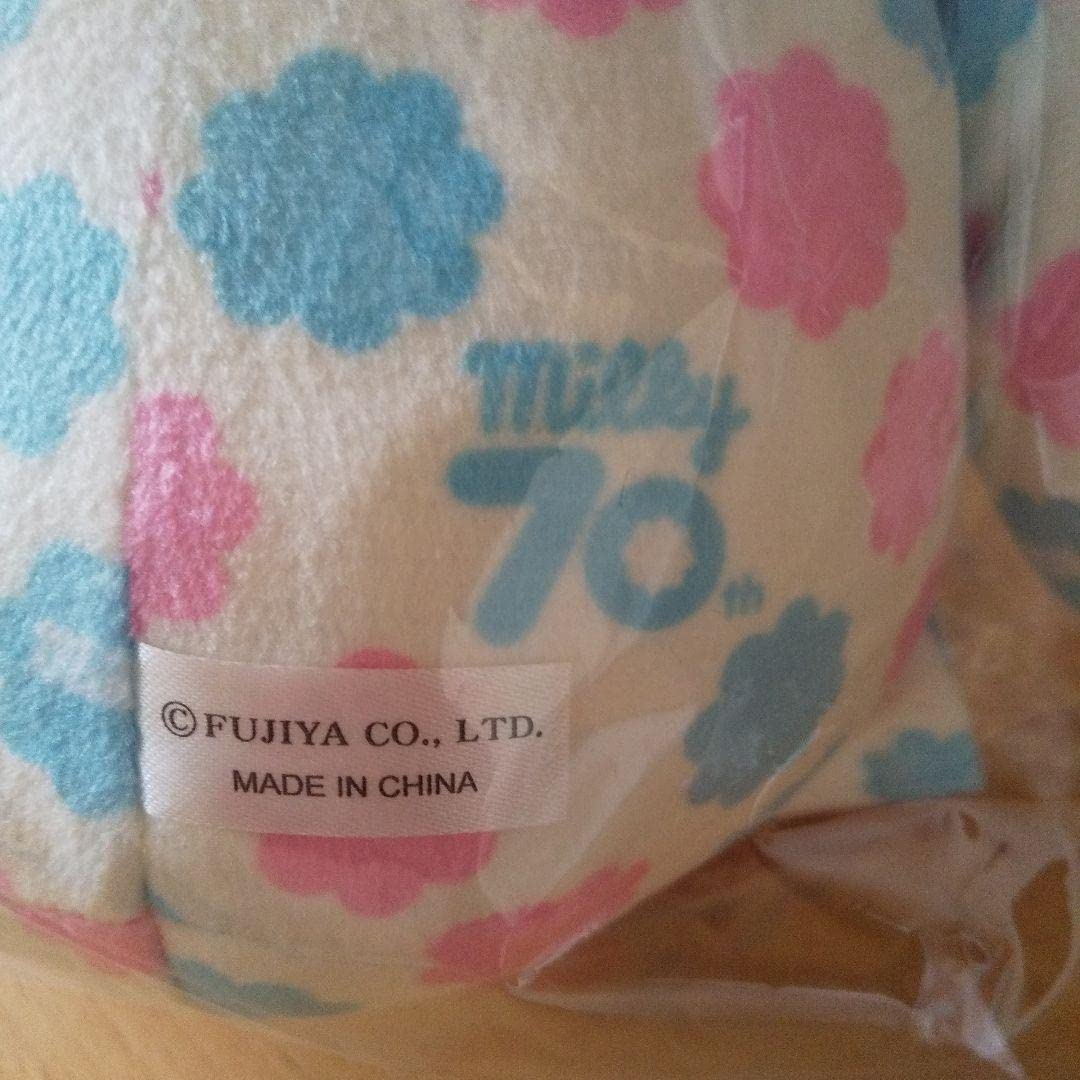 Milky
70th
©FUJIYA CO., LTD.
MADE IN CHINA